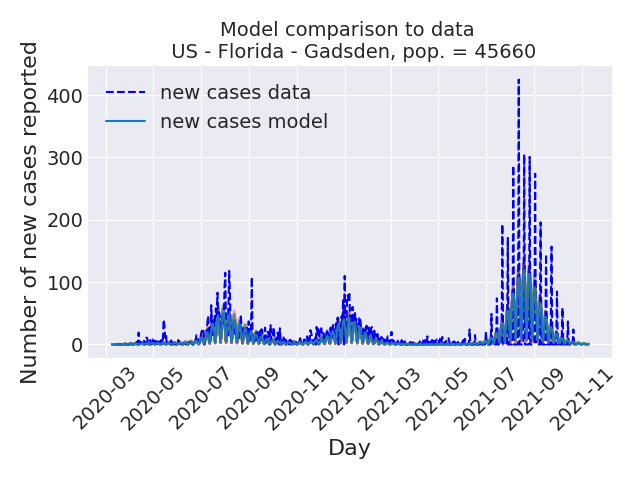 Model comparison to data
US - Florida - Gadsden, pop. = 45660
Number of new cases reported
new cases data
new cases model
400
300
200
100
0
2020-03
2020-05
2020-07
2020-09
2020-11
2021-01
2021-03
2021-05
2021-07
2021-09
2021-11
Day